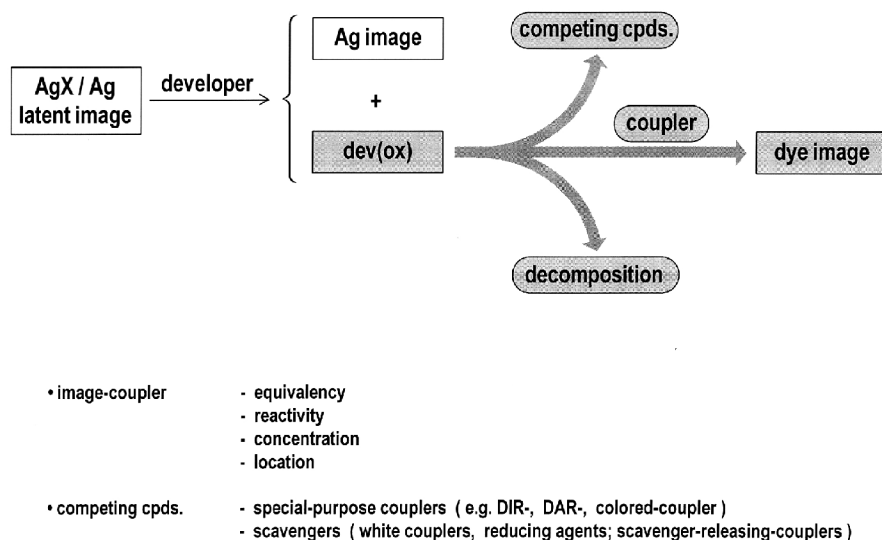 Ag image
competing cpds.
AgX / Ag
latent image
developer
+
coupler
dev(ox)
dye image
decomposition
• image-coupler - equivalency
- reactivity
- concentration
- location
• competing cpds. - special-purpose couplers ( e.g. DIR-, DAR-, colored-coupler )
- scavengers ( white couplers, reducing agents; scavenger-releasing-couplers )